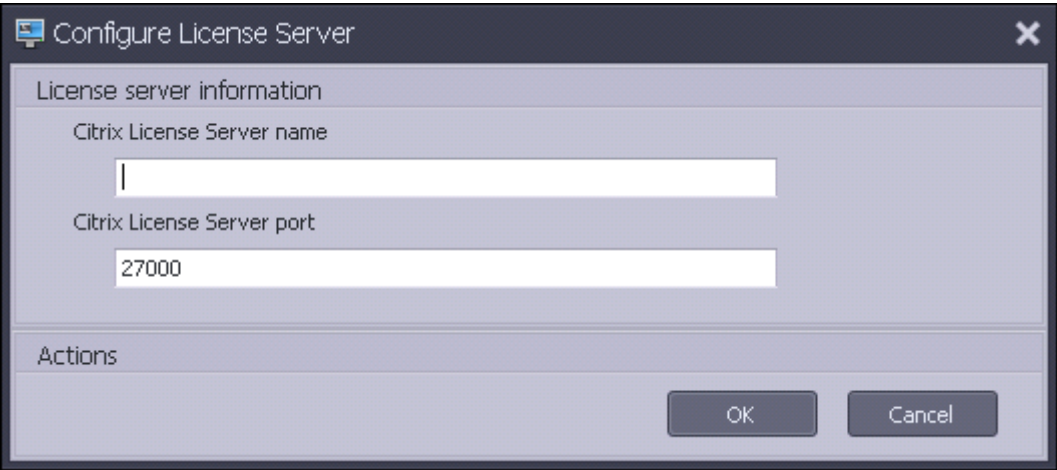 Configure License Server
License server information
Citrix License Server name
Citrix License Server port
27000
Actions
OK
Cancel